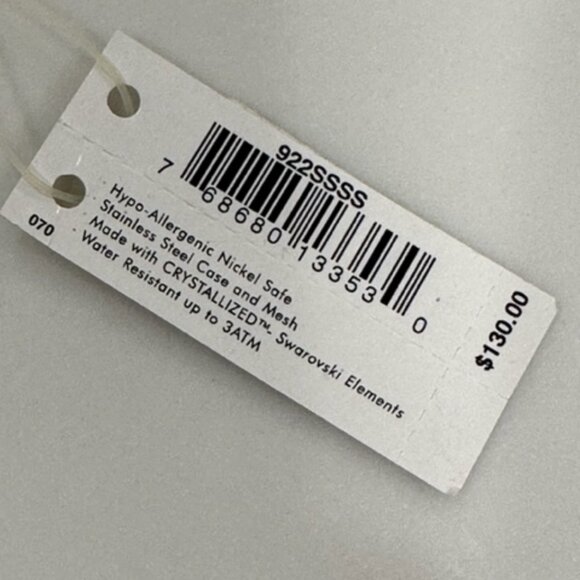 922SSSS
7 68680 13353 0
Hypo-Allergenic Nickel Safe
Stainless Steel Case and Mesh
Made with CRYSTALLIZED™- Swarovski Elements
Water Resistant up to 3ATM
070
$130.00